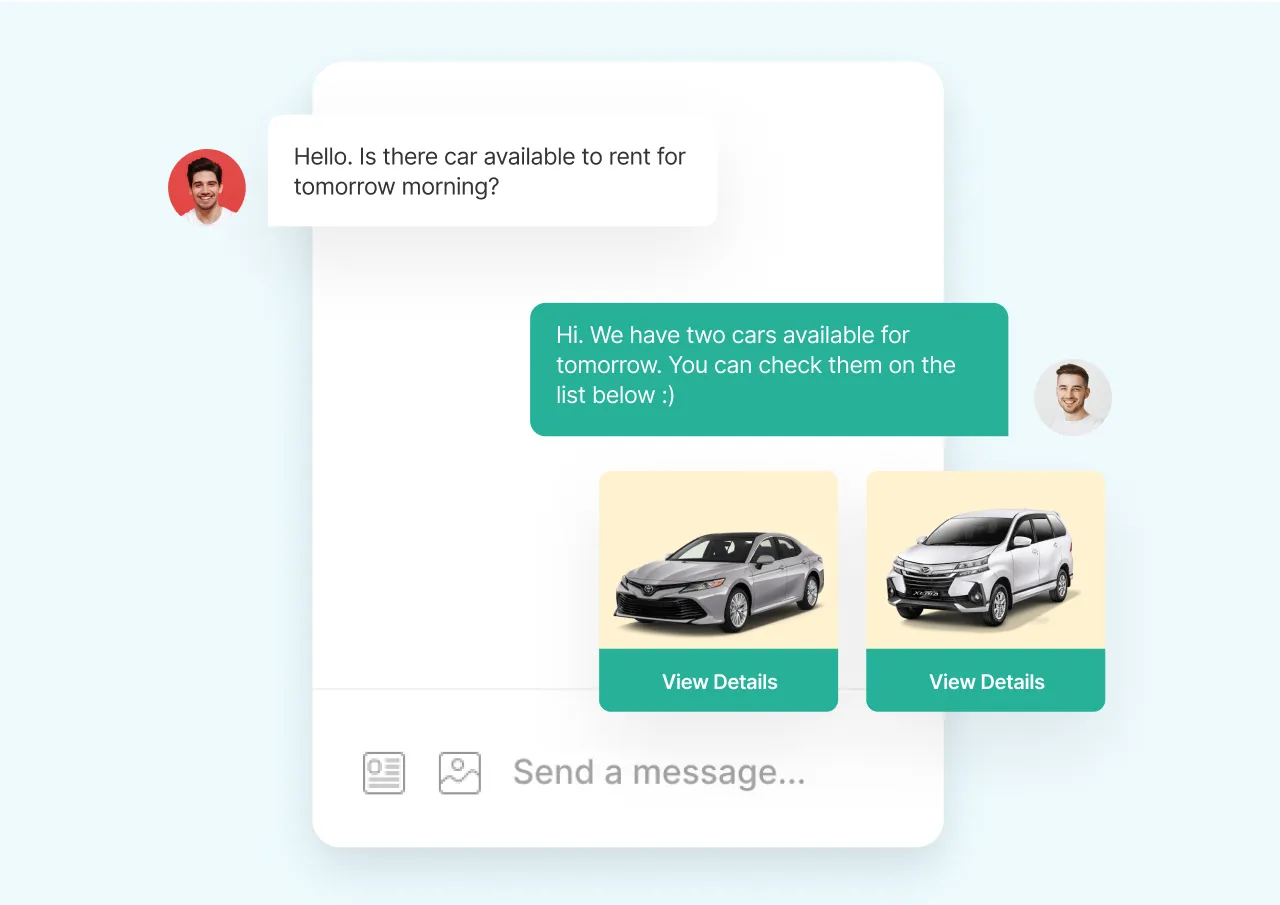 Hello. Is there car available to rent for
tomorrow morning?
Hi. We have two cars available for
tomorrow. You can check them on the
list below :)
View Details
View Details
Send a message...